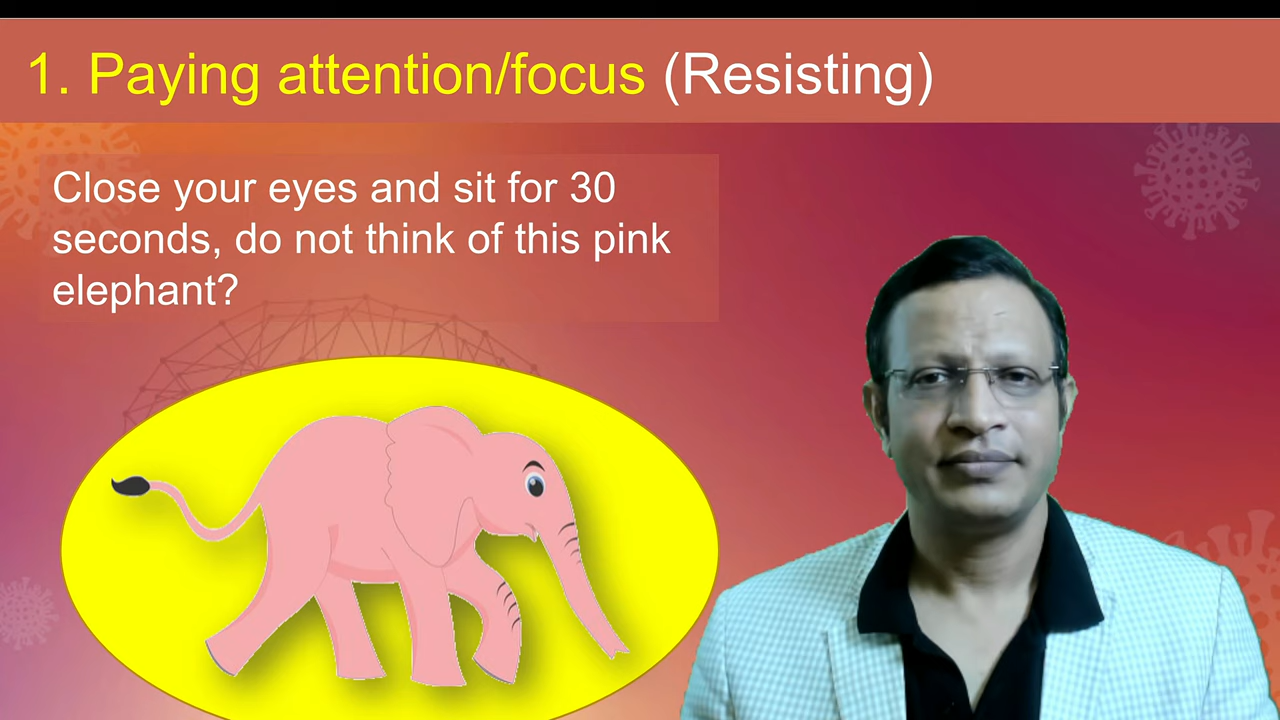 1. Paying attention/focus (Resisting)
Close your eyes and sit for 30
seconds, do not think of this pink
elephant?